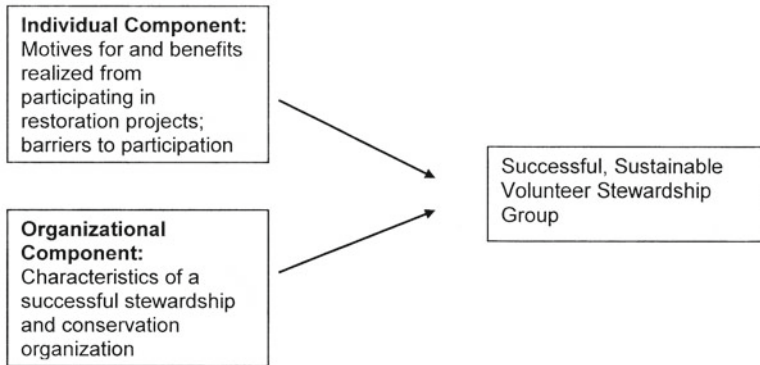 Individual Component:
Motives for and benefits
realized from
participating in
restoration projects;
barriers to participation
Organizational
Component:
Characteristics of a
successful stewardship
and conservation
organization
Successful, Sustainable
Volunteer Stewardship
Group